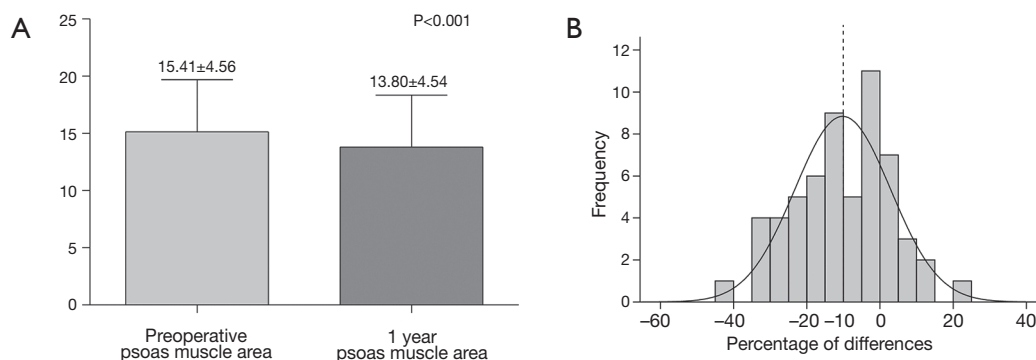 A
P<0.001
25
20
15
10
5
0
15.41±4.56
13.80±4.54
Preoperative
psoas muscle area
1 year
psoas muscle area
B
Frequency
12
10
8
6
4
2
0
–60 –40 –20 –10 0 20 40
Percentage of differences